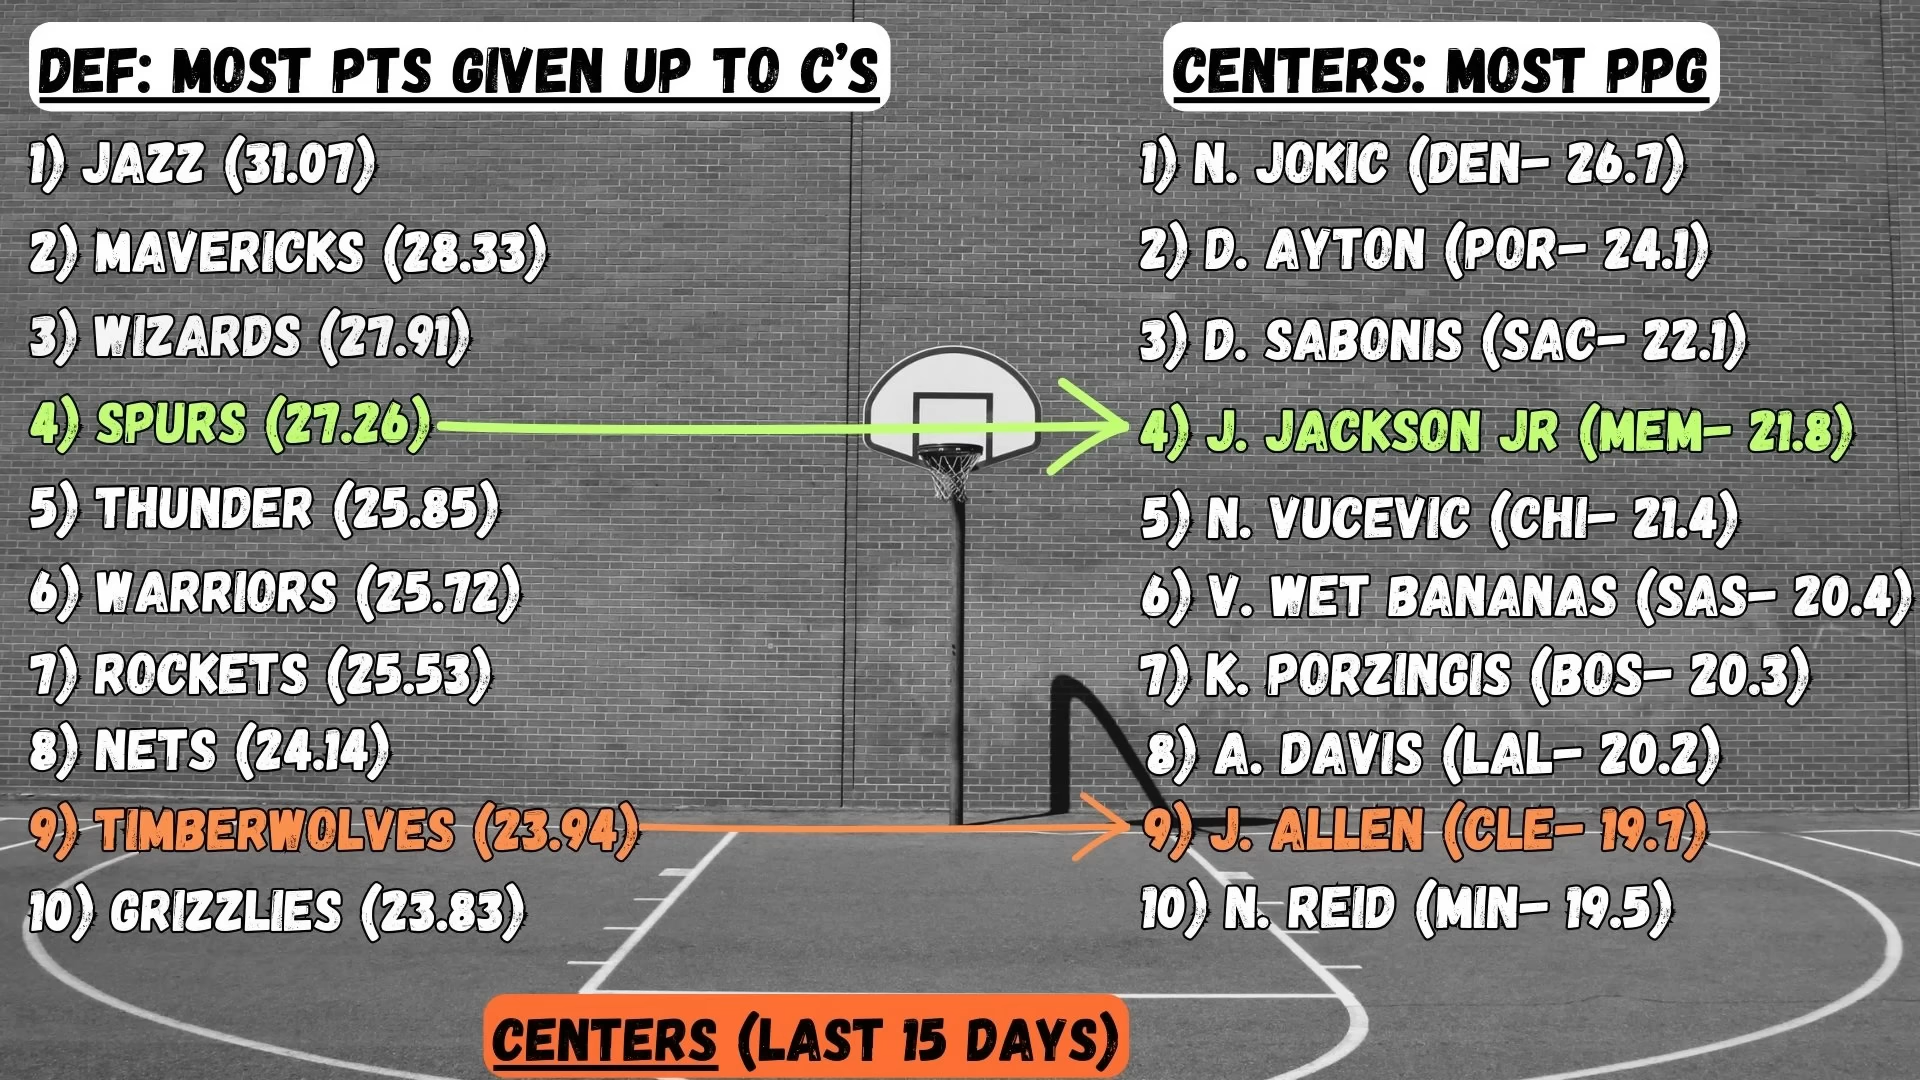 DEF: MOST PTS GIVEN UP TO C'S
1) JAZZ (31.07)
2) MAVERICKS (28.33)
3) WIZARDS (27.91)
4) SPURS (27.26)
5) THUNDER (25.85)
6) WARRIORS (25.72)
7) ROCKETS (25.53)
8) NETS (24.14)
9) TIMBERWOLVES (23.94)
10) GRIZZLIES (23.83)
CENTERS: MOST PPG
1) N. JOKIC (DEN– 26.7)
2) D. AYTON (POR– 24.1)
3) D. SABONIS (SAC– 22.1)
4) J. JACKSON JR (MEM– 21.8)
5) N. VUCEVIC (CHI– 21.4)
6) V. WET BANANAS (SAS– 20.4)
7) K. PORZINGIS (BOS– 20.3)
8) A. DAVIS (LAL– 20.2)
9) J. ALLEN (CLE– 19.7)
10) N. REID (MIN– 19.5)
CENTERS (LAST 15 DAYS)